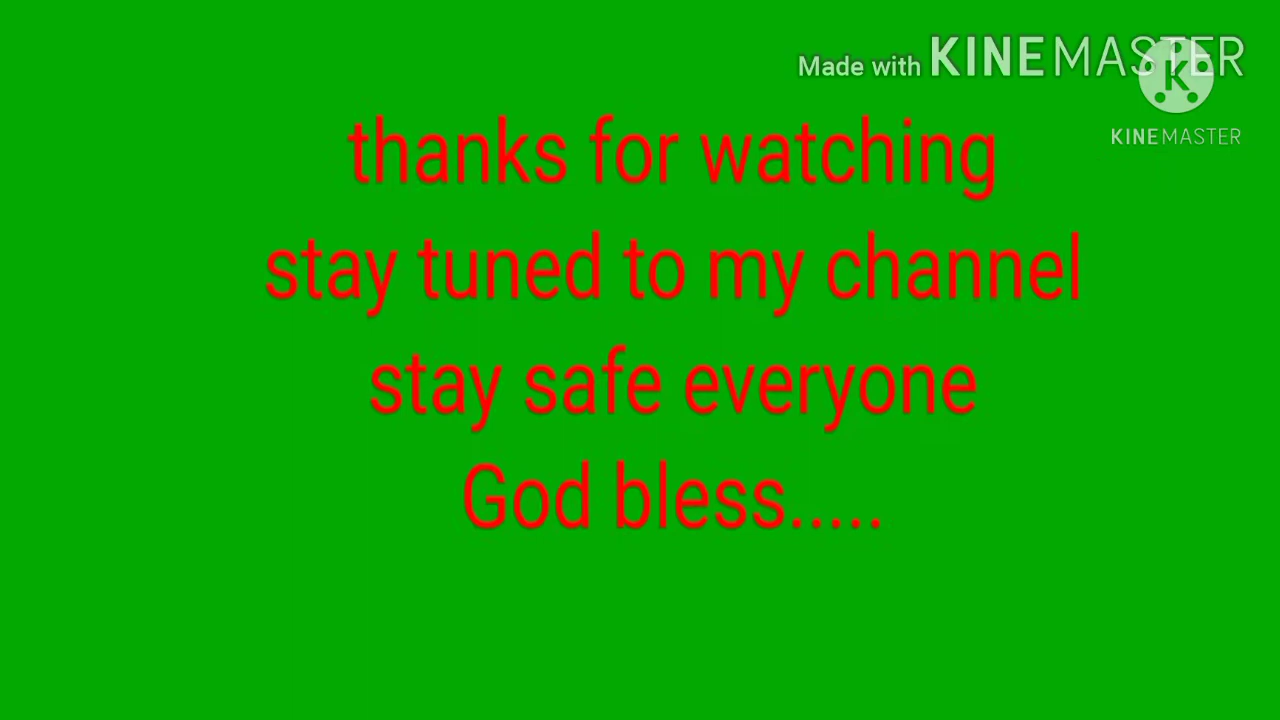 Made with KINEMASTER
K
KINEMASTER
thanks for watching
stay tuned to my channel
stay safe everyone
God bless.....